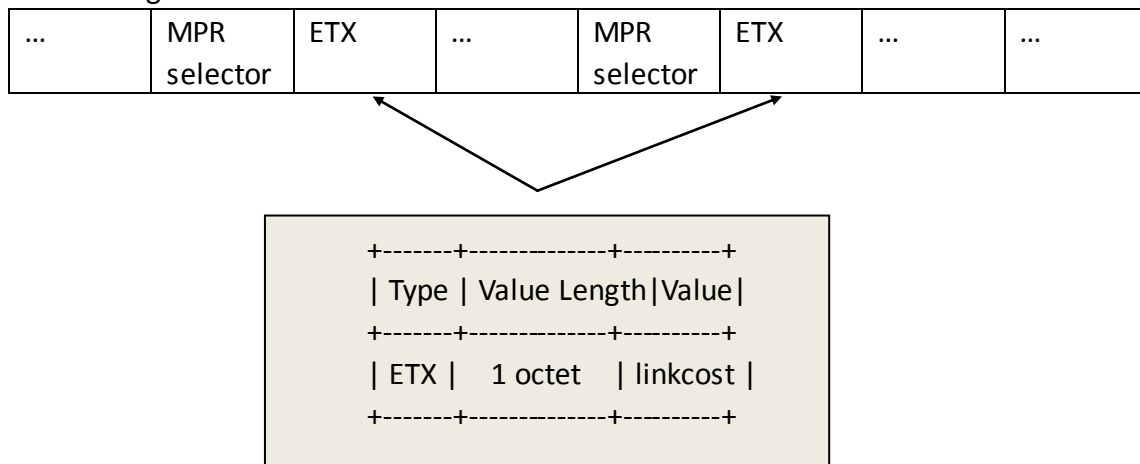 ... MPR ETX ... MPR ETX ... ...
selector selector
+-------+--------------+----------+
| Type | Value Length|Value|
+-------+--------------+----------+
| ETX | 1 octet | linkcost |
+-------+--------------+----------+